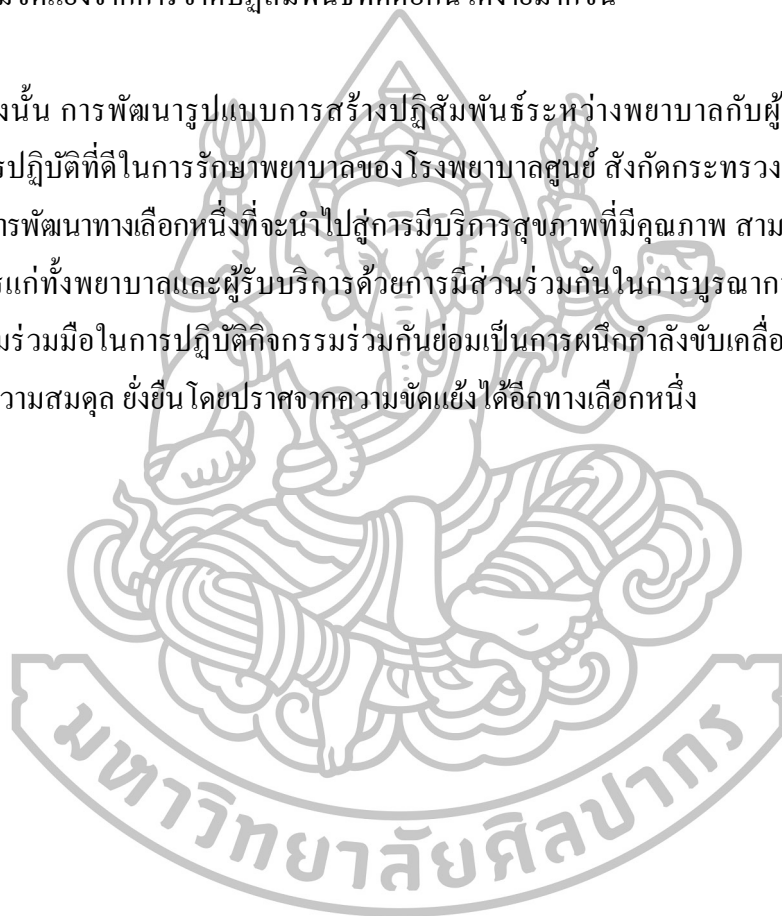 งนั้น การพัฒนารูปแบบการสร้างปฏิสัมพันธ์ระหว่างพยาบาลกับผู้
รปฏิบัติที่ดีในการรักษาพยาบาลของโรงพยาบาลศูนย์ สังกัดกระทรวง
ารพัฒนาทางเลือกหนึ่งที่จะนำไปสู่การมีบริการสุขภาพที่มีคุณภาพ สาม
รแก่ทั้งพยาบาลและผู้รับบริการด้วยการมีส่วนร่วมกันในการบูรณากา
มร่วมมือในการปฏิบัติกิจกรรมร่วมกันย่อมเป็นการผนึกกำลังขับเคลื่อ
วามสมดุล ยั่งยืนโดยปราศจากความขัดแย้งได้อีกทางเลือกหนึ่ง
มหาวิทยาลัยศิลปากร